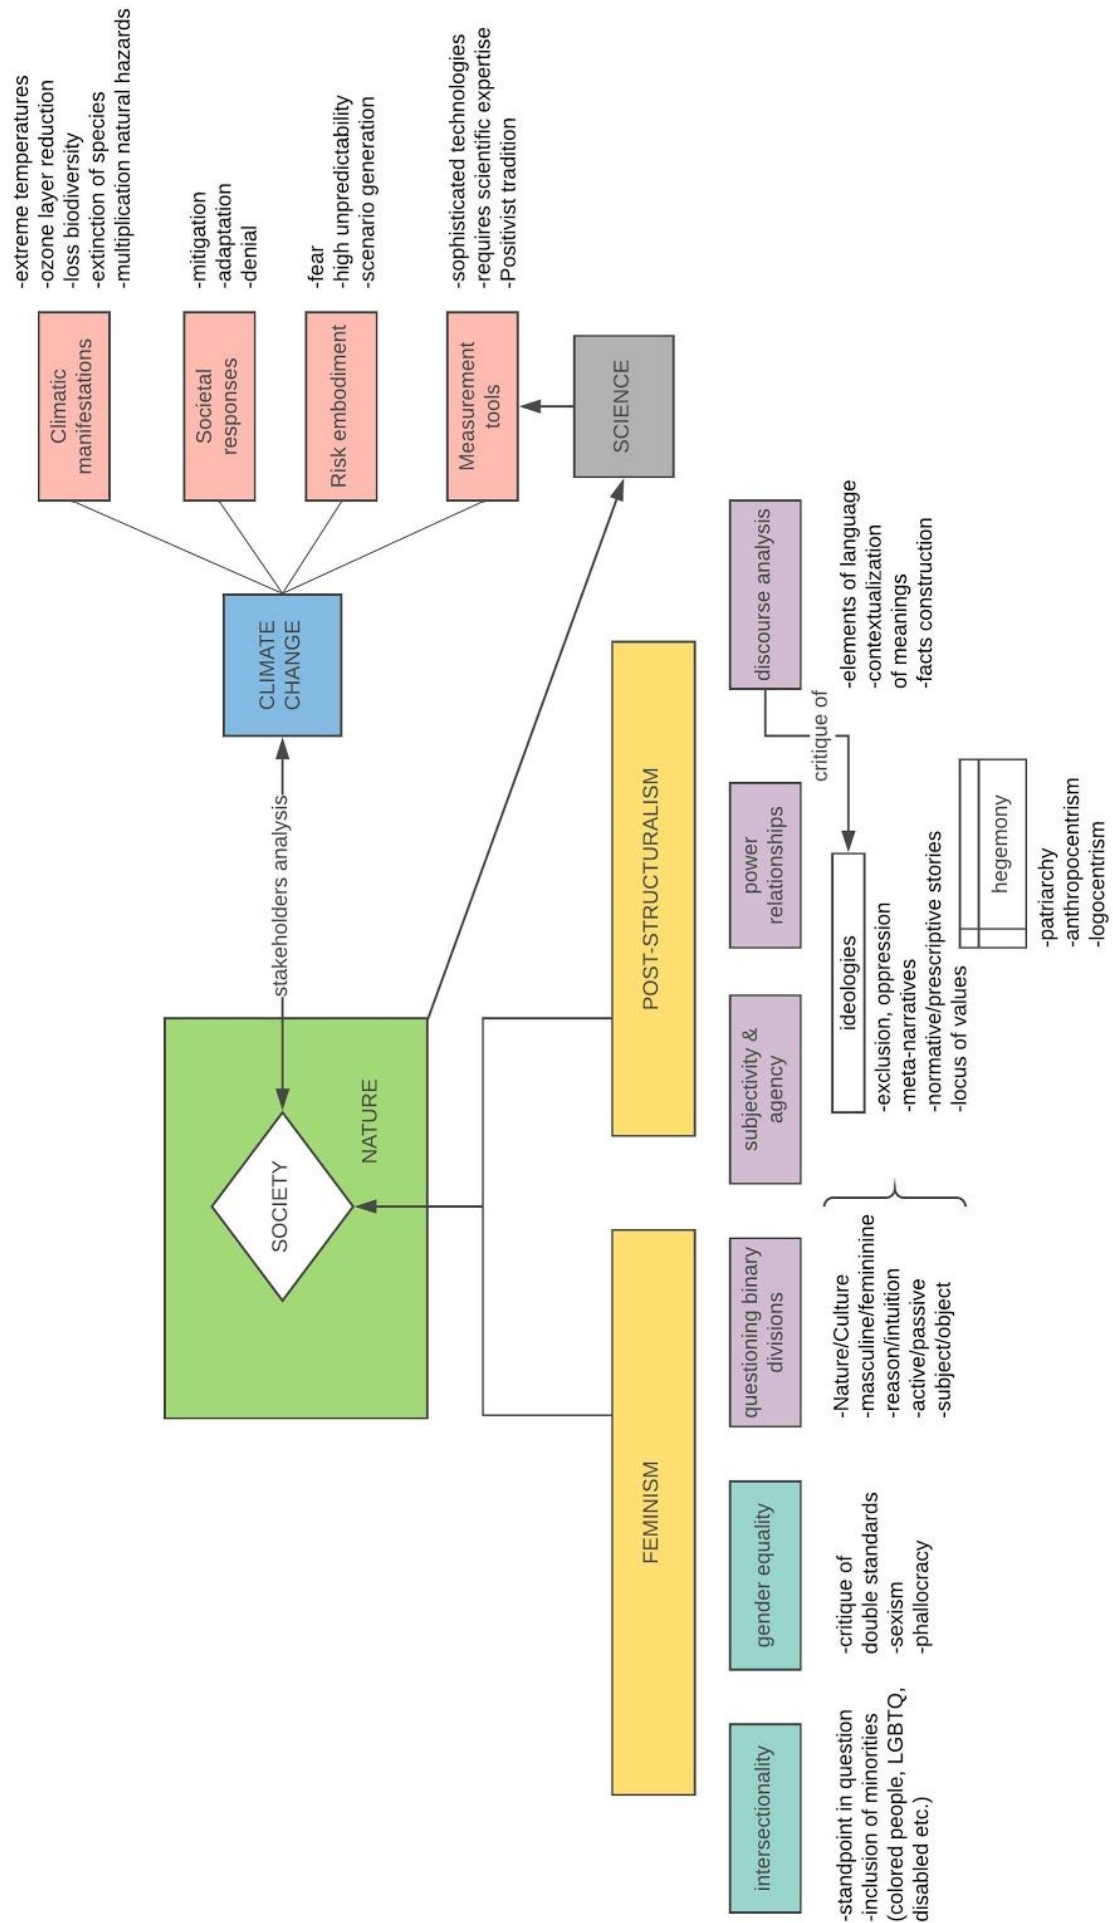 -extreme temperatures
-ozone layer reduction
-loss biodiversity
-extinction of species
-multiplication natural hazards
Climatic
manifestations
-mitigation
-adaptation
-denial
Societal
responses
-fear
-high unpredictability
-scenario generation
Risk embodiment
-sophisticated technologies
-requires scientific expertise
-Positivist tradition
Measurement
tools
CLIMATE
CHANGE
SCIENCE
stakeholders analysis
SOCIETY
NATURE
FEMINISM
POST-STRUCTURALISM
intersectionality
-standpoint in question
-inclusion of minorities
(colored people, LGBTQ,
disabled etc.)
gender equality
-critique of
double standards
-sexism
-phallocracy
questioning binary
divisions
-Nature/Culture
-masculine/femininine
-reason/intuition
-active/passive
-subject/object
subjectivity &
agency
power
relationships
discourse analysis
-elements of language
-contextualization
of meanings
-facts construction
critique of
ideologies
-exclusion, oppression
-meta-narratives
-normative/prescriptive stories
-locus of values
hegemony
-patriarchy
-anthropocentrism
-logocentrism